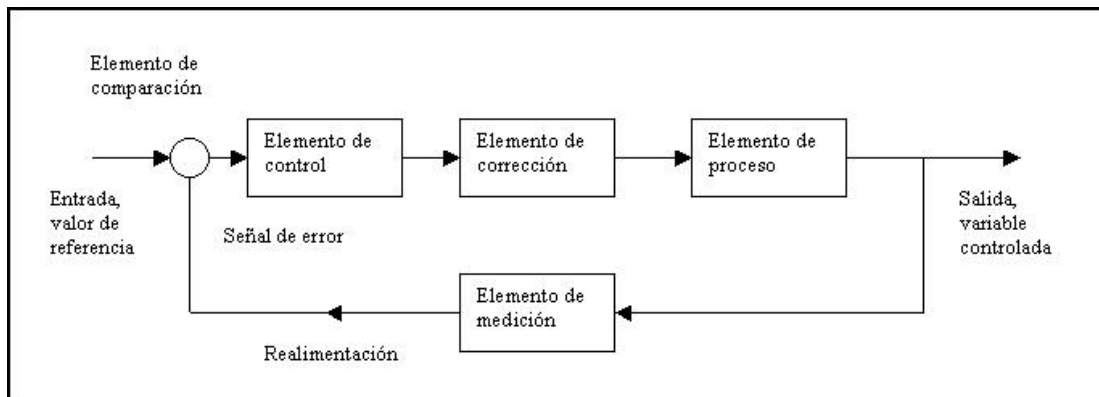 Elemento de
comparación
Elemento de
control
Elemento de
corrección
Elemento de
proceso
Entrada,
valor de
referencia
Señal de error
Salida,
variable
controlada
Elemento de
medición
Realimentación